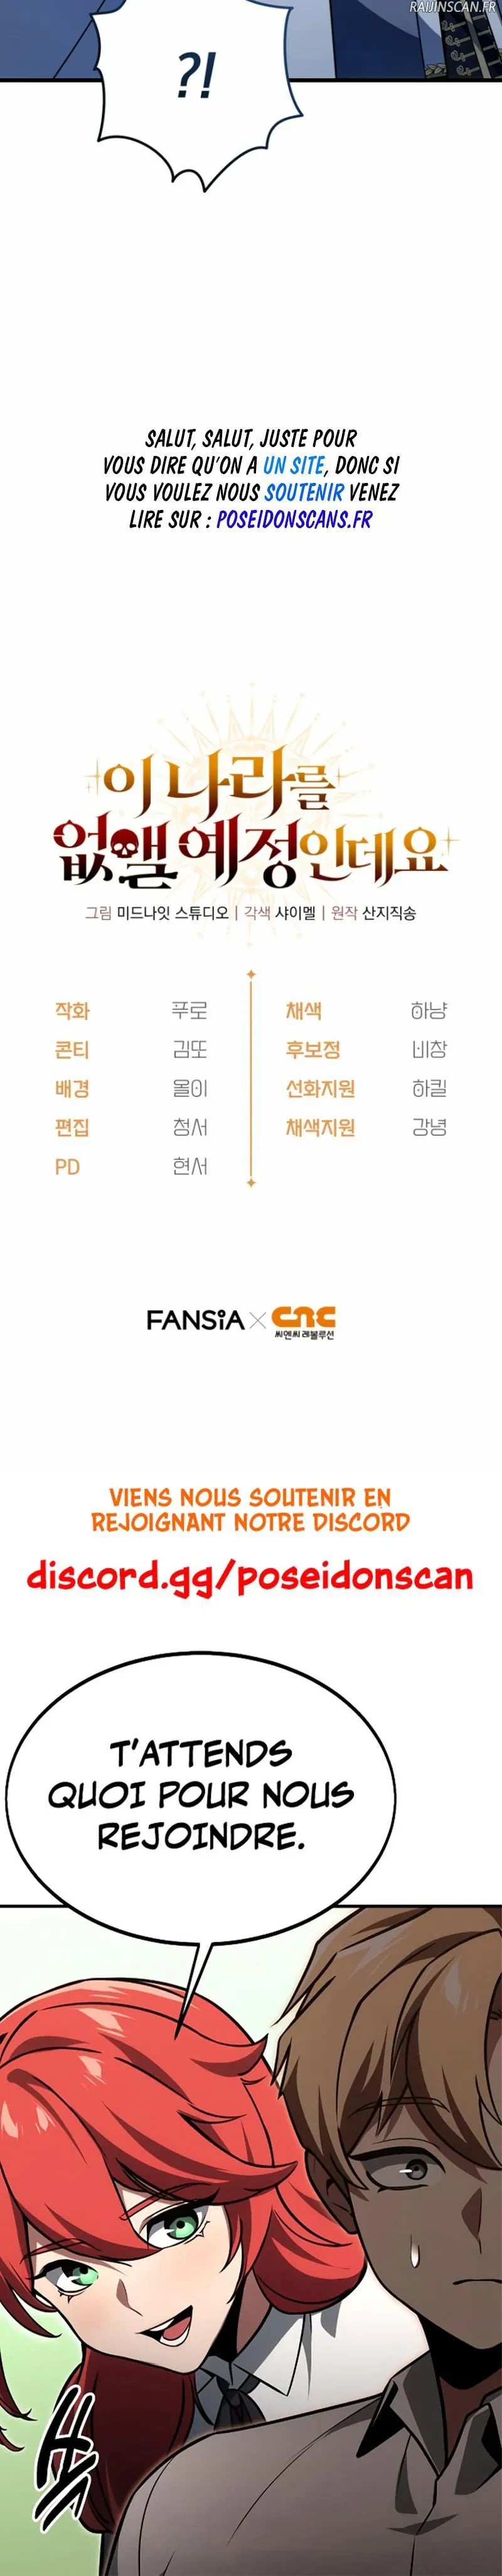 RAIJINSCAN.FR
?!
SALUT, SALUT, JUSTE POUR
VOUS DIRE QU'ON A UN SITE, DONC SI
VOUS VOULEZ NOUS SOUTENIR VENEZ
LIRE SUR : POSEIDONSCANS.FR
이 나라를
없앨 예정인데요
그림 미드나잇 스튜디오 | 각색 샤이멜 | 원작 산지직송
작화 푸로
콘티 김또
배경 몰이
편집 청서
PD 현서
채색 하냥
후보정 비창
선화지원 하킬
채색지원 강녕
FANSIA × CRC
씨엔씨 레볼루션
VIENS NOUS SOUTENIR EN
REJOIGNANT NOTRE DISCORD
discord.gg/poseidonscan
T'ATTENDS
QUOI POUR NOUS
REJOINDRE.